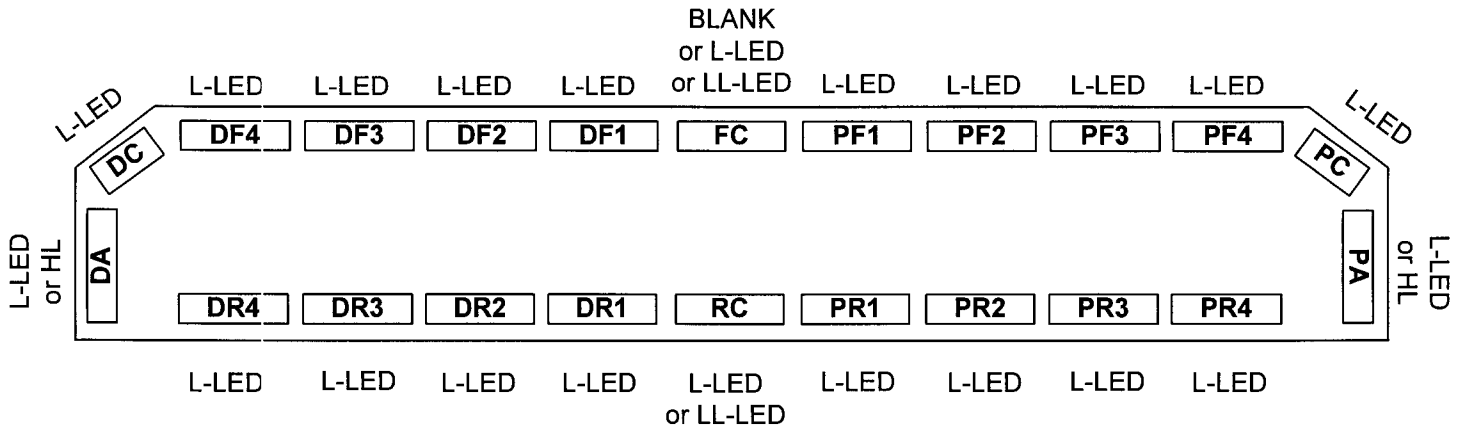 BLANK
or L-LED
L-LED L-LED L-LED L-LED or LL-LED L-LED L-LED L-LED L-LED
L-LED L-LED
DF4 DF3 DF2 DF1 FC PF1 PF2 PF3 PF4
DC PC
L-LED
or HL
DA
PA
L-LED
or HL
DR4 DR3 DR2 DR1 RC PR1 PR2 PR3 PR4
L-LED L-LED L-LED L-LED L-LED L-LED L-LED L-LED L-LED
or LL-LED